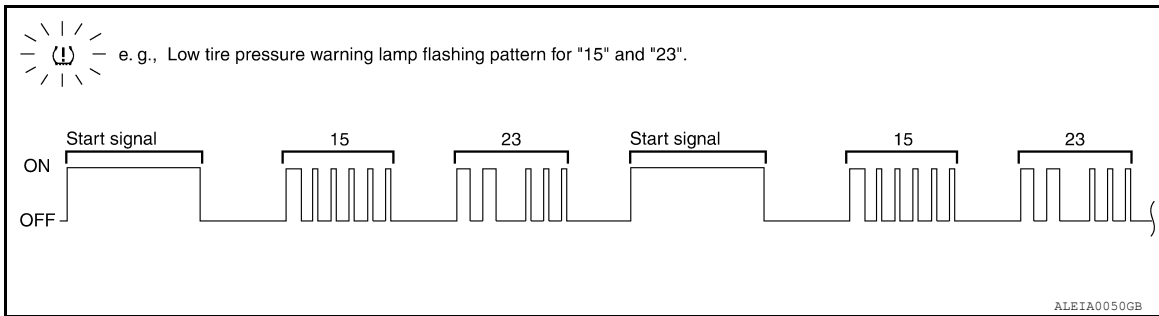 e. g., Low tire pressure warning lamp flashing pattern for "15" and "23".
Start signal 15 23 Start signal 15 23
ON
OFF
ALEIA0050GB